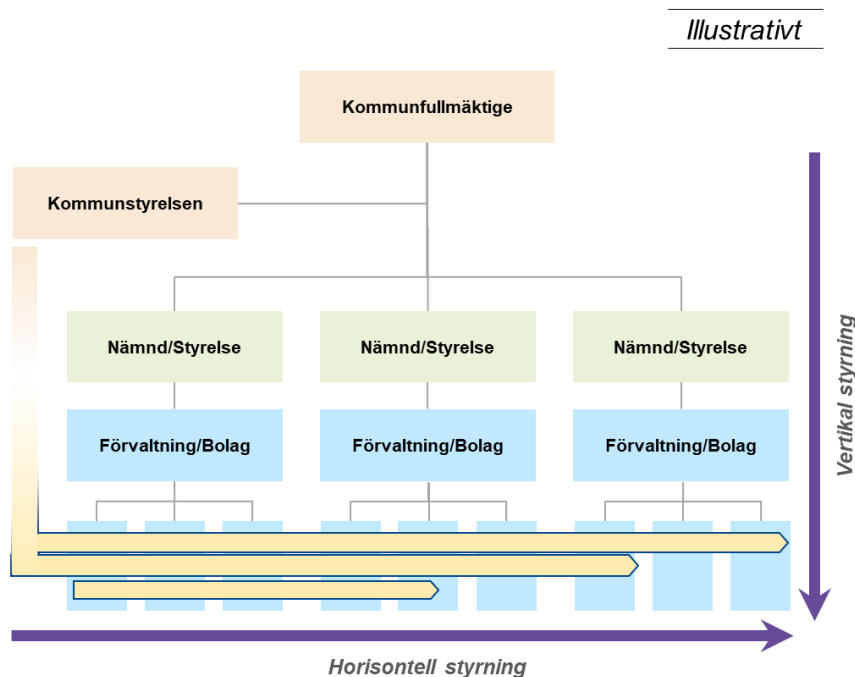 Illustrativt
Kommunfullmäktige
Kommunstyrelsen
Nämnd/Styrelse
Nämnd/Styrelse
Nämnd/Styrelse
Förvaltning/Bolag
Förvaltning/Bolag
Förvaltning/Bolag
Vertikal styrning
Horisontell styrning